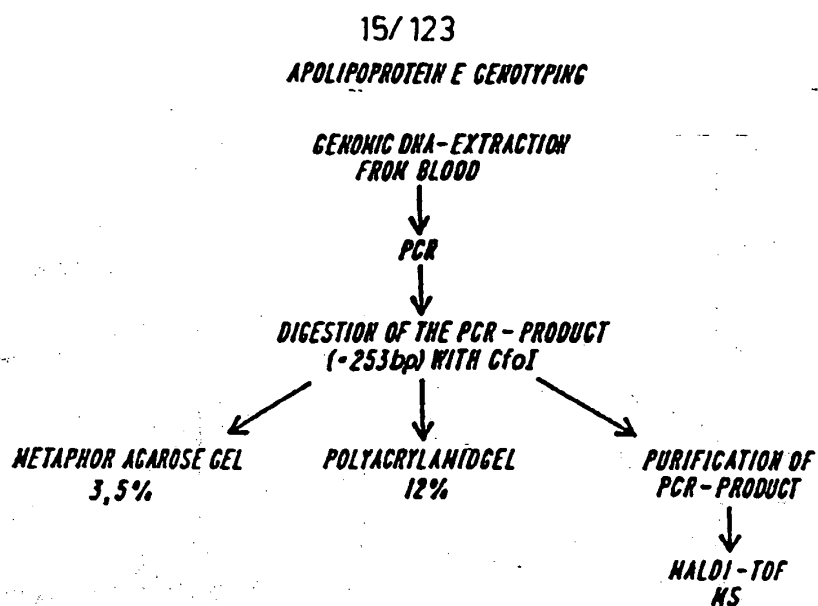 15/123
APOLIPOPROTEIN E GENOTYPING
GENOMIC DNA-EXTRACTION
FROM BLOOD
PCR
DIGESTION OF THE PCR-PRODUCT
(=253bp) WITH CfoI
METAPHOR AGAROSE GEL
3,5%
POLYACRYLAMIDGEL
12%
PURIFICATION OF
PCR-PRODUCT
MALDI-TOF
MS